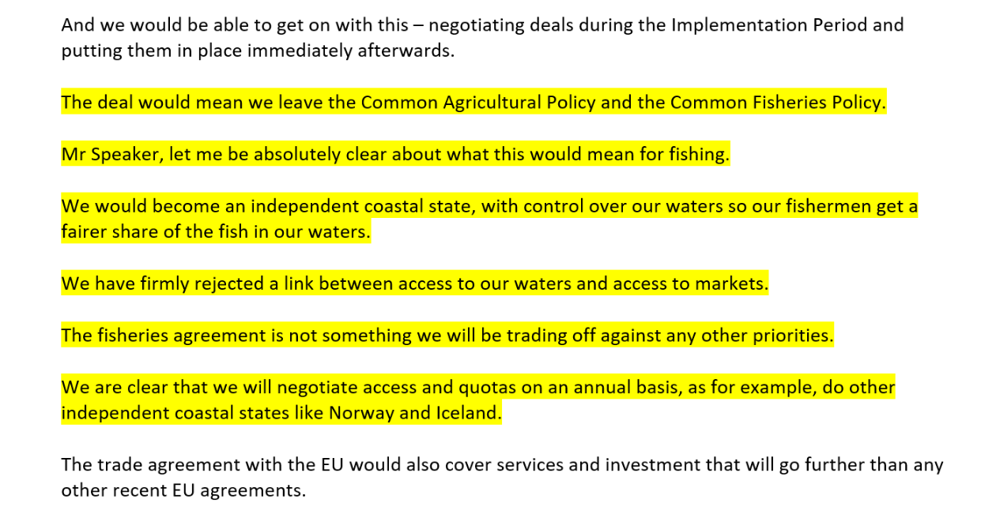 And we would be able to get on with this – negotiating deals during the Implementation Period and
putting them in place immediately afterwards.
The deal would mean we leave the Common Agricultural Policy and the Common Fisheries Policy.
Mr Speaker, let me be absolutely clear about what this would mean for fishing.
We would become an independent coastal state, with control over our waters so our fishermen get a
fairer share of the fish in our waters.
We have firmly rejected a link between access to our waters and access to markets.
The fisheries agreement is not something we will be trading off against any other priorities.
We are clear that we will negotiate access and quotas on an annual basis, as for example, do other
independent coastal states like Norway and Iceland.
The trade agreement with the EU would also cover services and investment that will go further than any
other recent EU agreements.